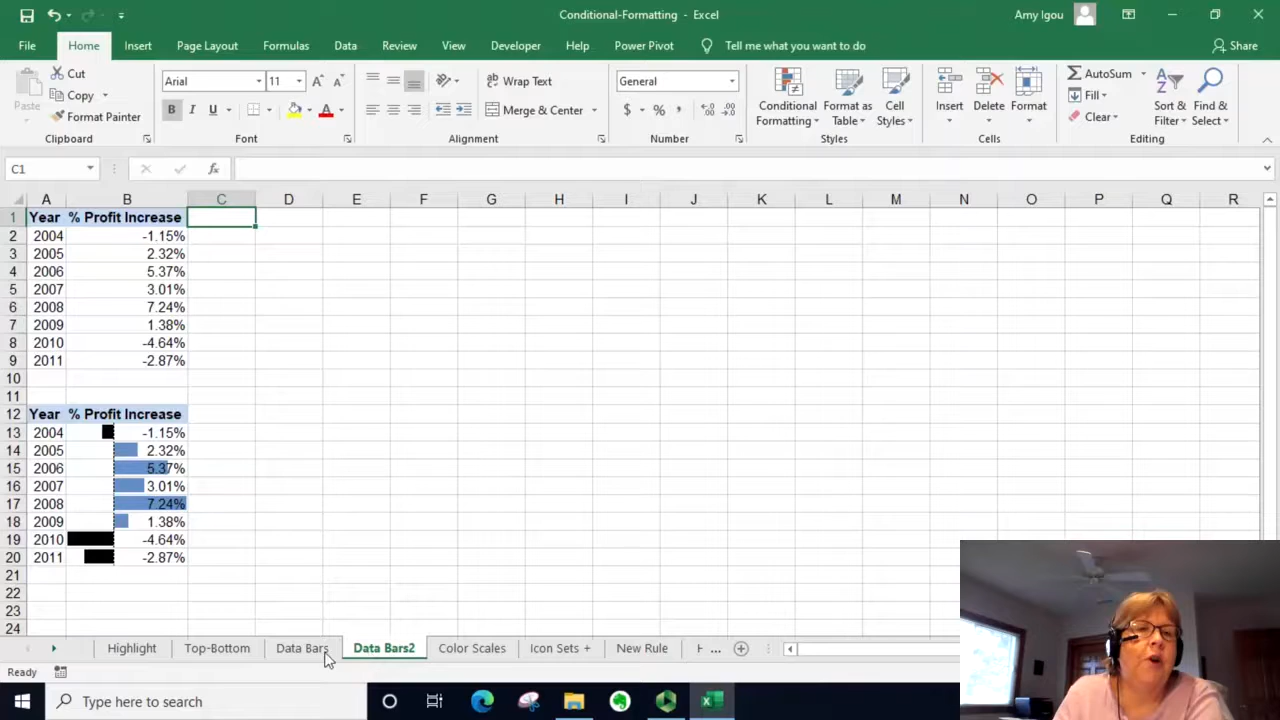 Conditional-Formatting - Excel
Amy Igou
File Home Insert Page Layout Formulas Data Review View Developer Help Power Pivot Tell me what you want to do Share
Paste
Cut
Copy
Format Painter
Clipboard
Arial 11
B I U
Font
Wrap Text
Merge & Center
Alignment
General
$ % ,
Number
Conditional Formatting
Format as Table
Cell Styles
Styles
Insert Delete Format
Cells
AutoSum
Fill
Clear
Sort & Filter
Find & Select
Editing
C1 fx
A B C D E F G H I J K L M N O P Q R
1 Year % Profit Increase
2 2004 -1.15%
3 2005 2.32%
4 2006 5.37%
5 2007 3.01%
6 2008 7.24%
7 2009 1.38%
8 2010 -4.64%
9 2011 -2.87%
10
11
12 Year % Profit Increase
13 2004 -1.15%
14 2005 2.32%
15 2006 5.37%
16 2007 3.01%
17 2008 7.24%
18 2009 1.38%
19 2010 -4.64%
20 2011 -2.87%
21
22
23
24
Highlight Top-Bottom Data Bars Data Bars2 Color Scales Icon Sets + New Rule ...
Ready
Type here to search